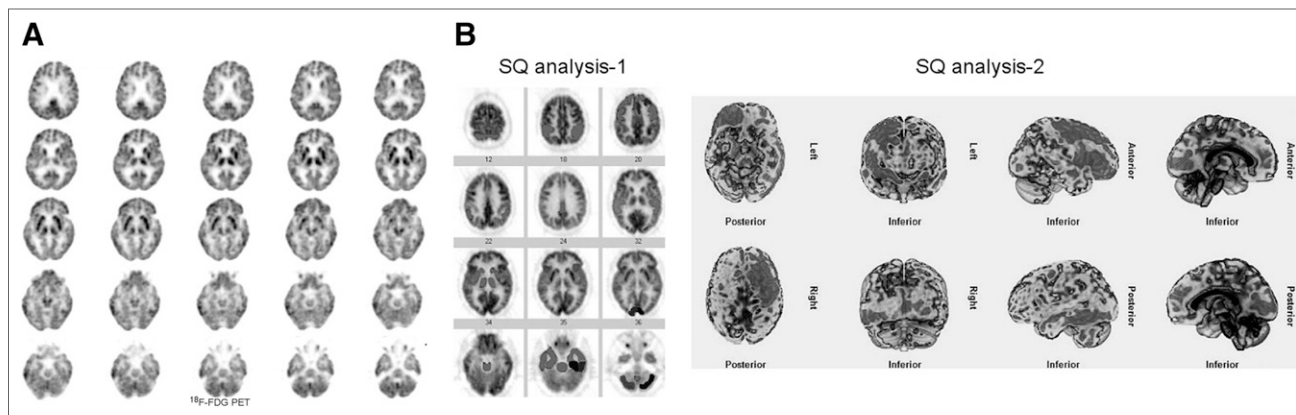 A
B
SQ analysis-1
SQ analysis-2
12
18
20
22
24
32
34
35
36
18F-FDG PET
Left
Left
Anterior
Anterior
Posterior
Inferior
Inferior
Inferior
Right
Right
Posterior
Posterior
Posterior
Inferior
Inferior
Inferior